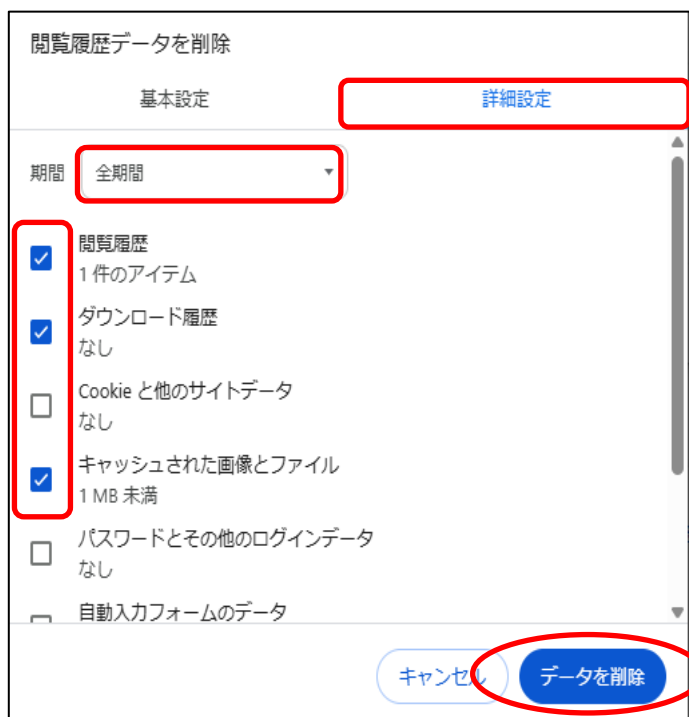 閲覧履歴データを削除
基本設定 詳細設定
期間 全期間
閲覧履歴
1 件のアイテム
ダウンロード履歴
なし
Cookie と他のサイトデータ
なし
キャッシュされた画像とファイル
1 MB 未満
パスワードとその他のログインデータ
なし
自動入力フォームのデータ
キャンセル データを削除